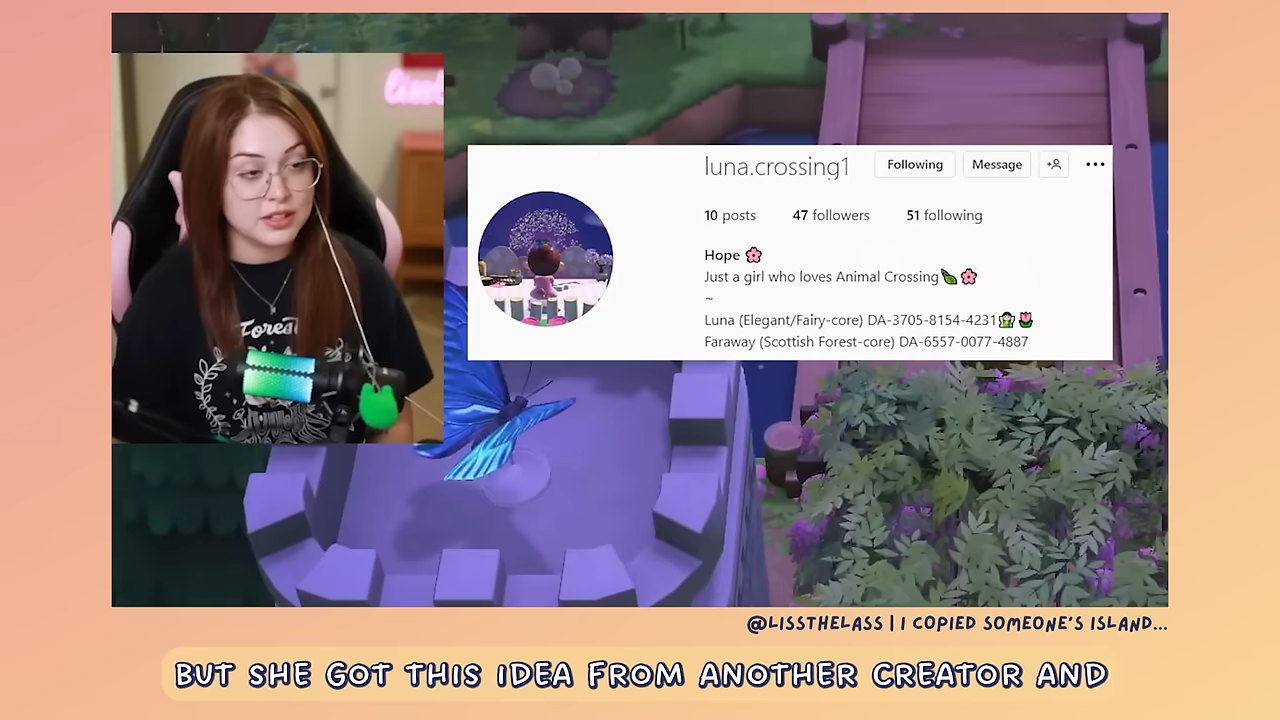 luna.crossing1
Following
Message
10 posts
47 followers
51 following
Hope
Just a girl who loves Animal Crossing
~
Luna (Elegant/Fairy-core) DA-3705-8154-4231
Faraway (Scottish Forest-core) DA-6557-0077-4887
Forest
@LISSTHELASS | I COPIED SOMEONE'S ISLAND...
BUT SHE GOT THIS IDEA FROM ANOTHER CREATOR AND